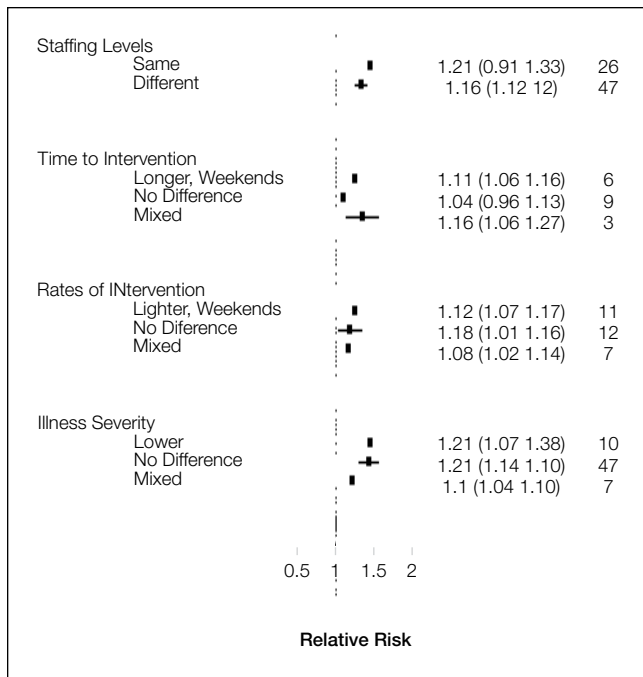 Staffing Levels
Same 1.21 (0.91 1.33) 26
Different 1.16 (1.12 12) 47
Time to Intervention
Longer, Weekends 1.11 (1.06 1.16) 6
No Difference 1.04 (0.96 1.13) 9
Mixed 1.16 (1.06 1.27) 3
Rates of INtervention
Lighter, Weekends 1.12 (1.07 1.17) 11
No Diference 1.18 (1.01 1.16) 12
Mixed 1.08 (1.02 1.14) 7
Illness Severity
Lower 1.21 (1.07 1.38) 10
No Difference 1.21 (1.14 1.10) 47
Mixed 1.1 (1.04 1.10) 7
0.5 1 1.5 2
Relative Risk